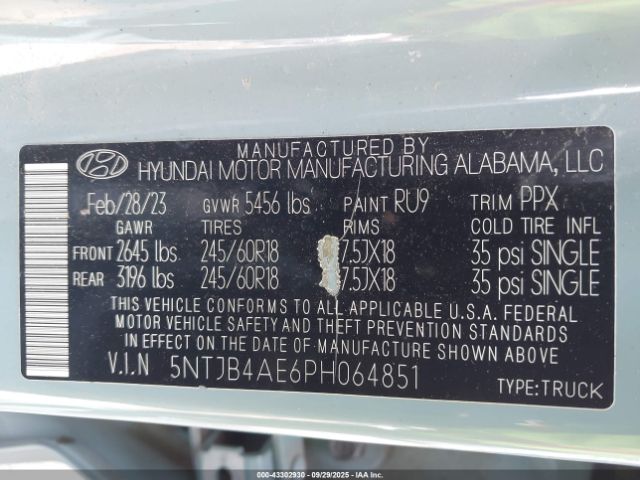 MANUFACTURED BY
HYUNDAI MOTOR MANUFACTURING ALABAMA, LLC
Feb/28/23 GVWR 5456 lbs PAINT RU9 TRIM PPX
GAWR TIRES RIMS COLD TIRE INFL
FRONT 2645 lbs 245/60R18 7.5JX18 35 psi SINGLE
REAR 3196 lbs 245/60R18 7.5JX18 35 psi SINGLE
THIS VEHICLE CONFORMS TO ALL APPLICABLE U.S.A. FEDERAL
MOTOR VEHICLE SAFETY AND THEFT PREVENTION STANDARDS
IN EFFECT ON THE DATE OF MANUFACTURE SHOWN ABOVE.
V.I.N 5NTJB4AE6PH064851 TYPE:TRUCK
000-43302930 - 09/29/2025 - IAAI.COM